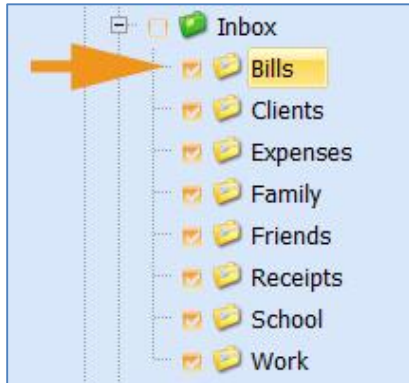 Inbox
Bills
Clients
Expenses
Family
Friends
Receipts
School
Work